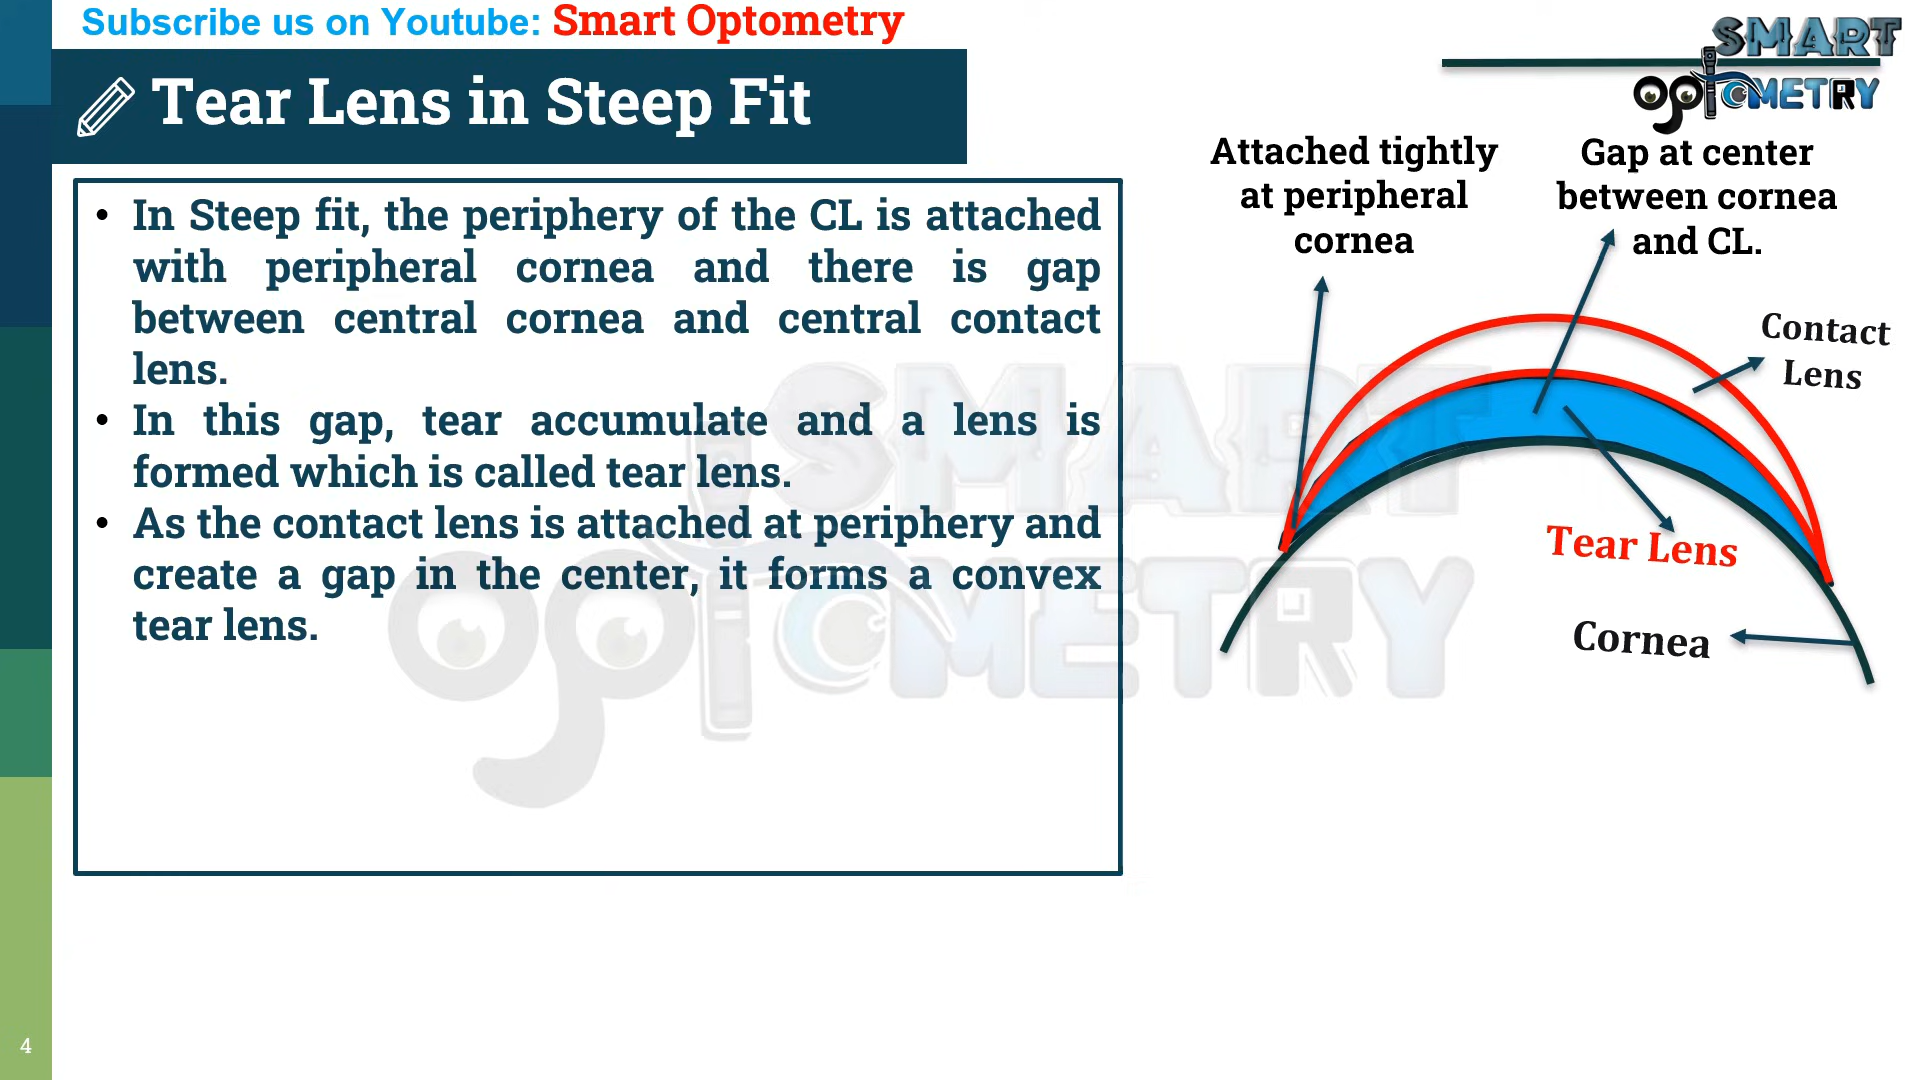 Subscribe us on Youtube: Smart Optometry
SMART
OPTOMETRY
Tear Lens in Steep Fit
• In Steep fit, the periphery of the CL is attached
with peripheral cornea and there is gap
between central cornea and central contact
lens.
• In this gap, tear accumulate and a lens is
formed which is called tear lens.
• As the contact lens is attached at periphery and
create a gap in the center, it forms a convex
tear lens.
Attached tightly
at peripheral
cornea
Gap at center
between cornea
and CL.
Contact
Lens
Tear Lens
Cornea
SMART
OPTOMETRY
4